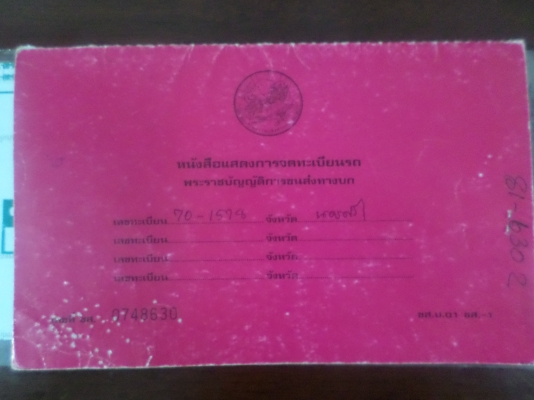 หนังสือแสดงการจดทะเบียนรถ
พระราชบัญญัติการขนส่งทางบก
เลขทะเบียน 70-1573 จังหวัด
เลขทะเบียน จังหวัด
เลขทะเบียน จังหวัด
เลขทะเบียน จังหวัด
0748630
81-6302